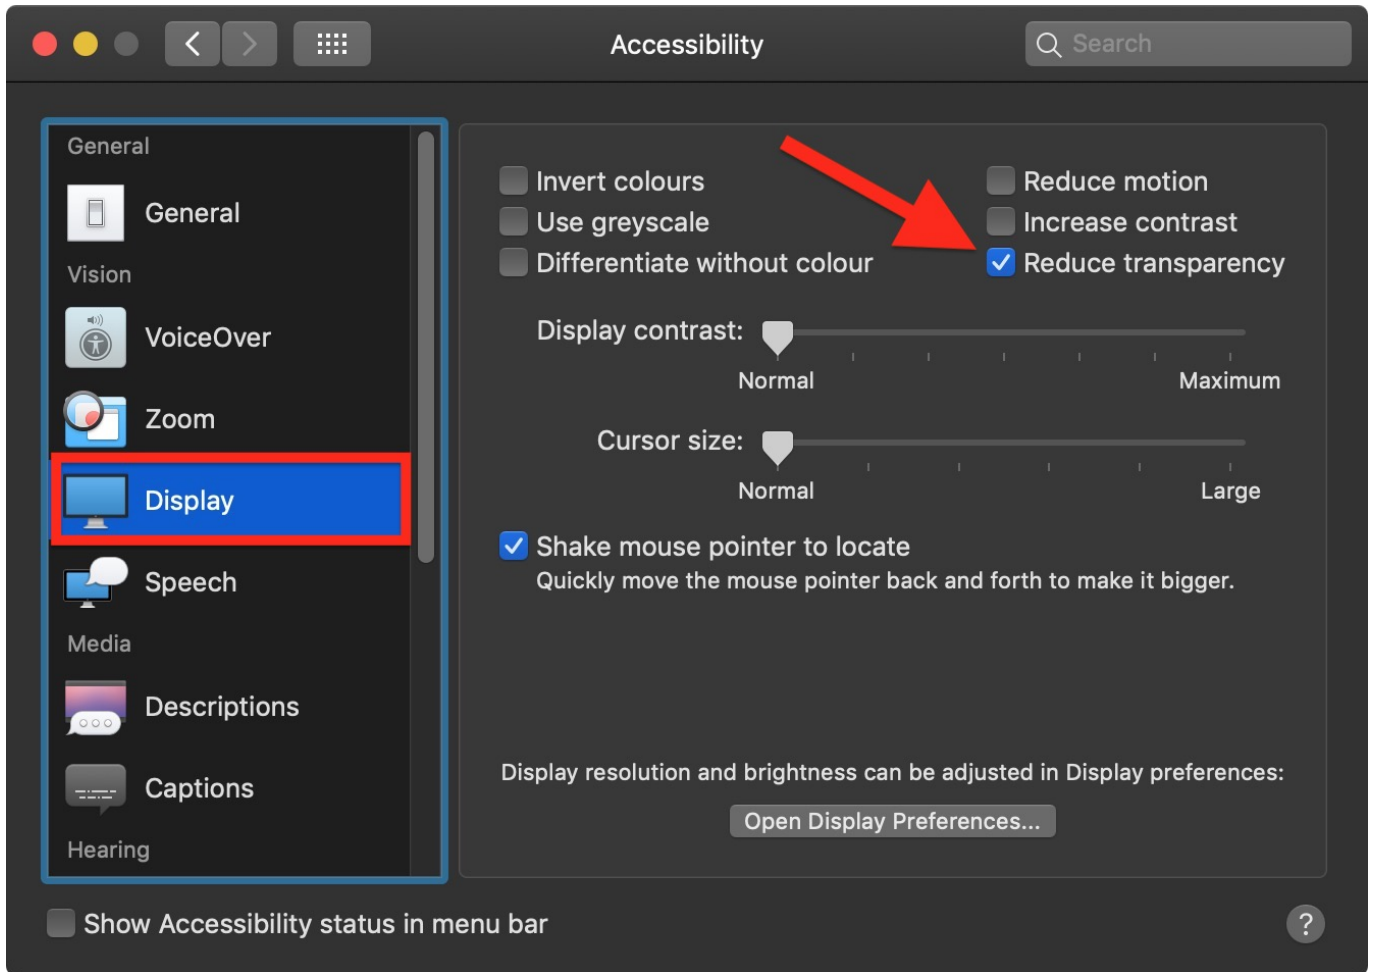 Accessibility
Search
General
General
Vision
VoiceOver
Zoom
Display
Speech
Media
Descriptions
Captions
Hearing
Invert colours
Use greyscale
Differentiate without colour
Reduce motion
Increase contrast
Reduce transparency
Display contrast:
Normal
Maximum
Cursor size:
Normal
Large
Shake mouse pointer to locate
Quickly move the mouse pointer back and forth to make it bigger.
Display resolution and brightness can be adjusted in Display preferences:
Open Display Preferences...
Show Accessibility status in menu bar
?